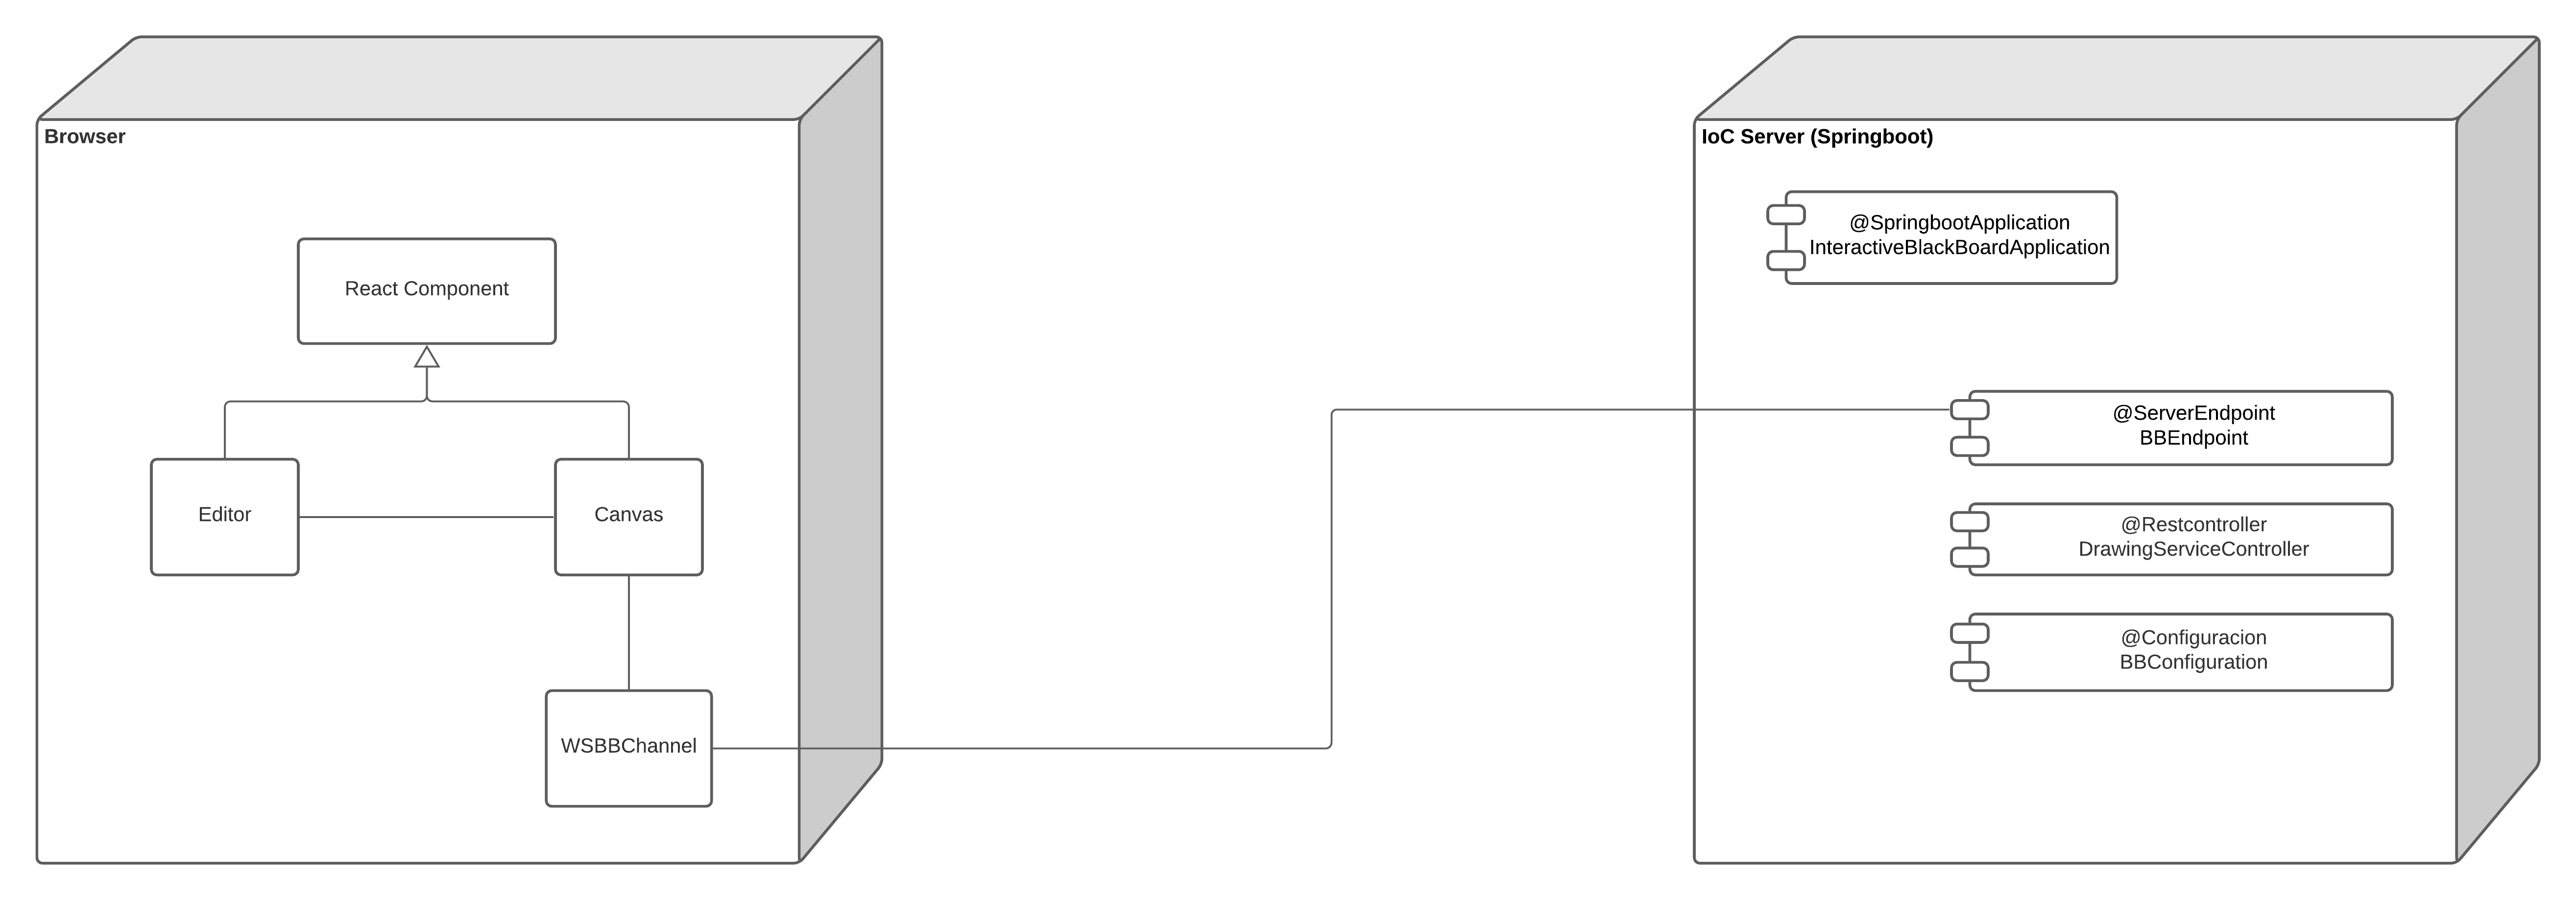 Browser
React Component
Editor
Canvas
WSBBChannel
IoC Server (Springboot)
@SpringbootApplication
InteractiveBlackBoardApplication
@ServerEndpoint
BBEndpoint
@Restcontroller
DrawingServiceController
@Configuracion
BBConfiguration